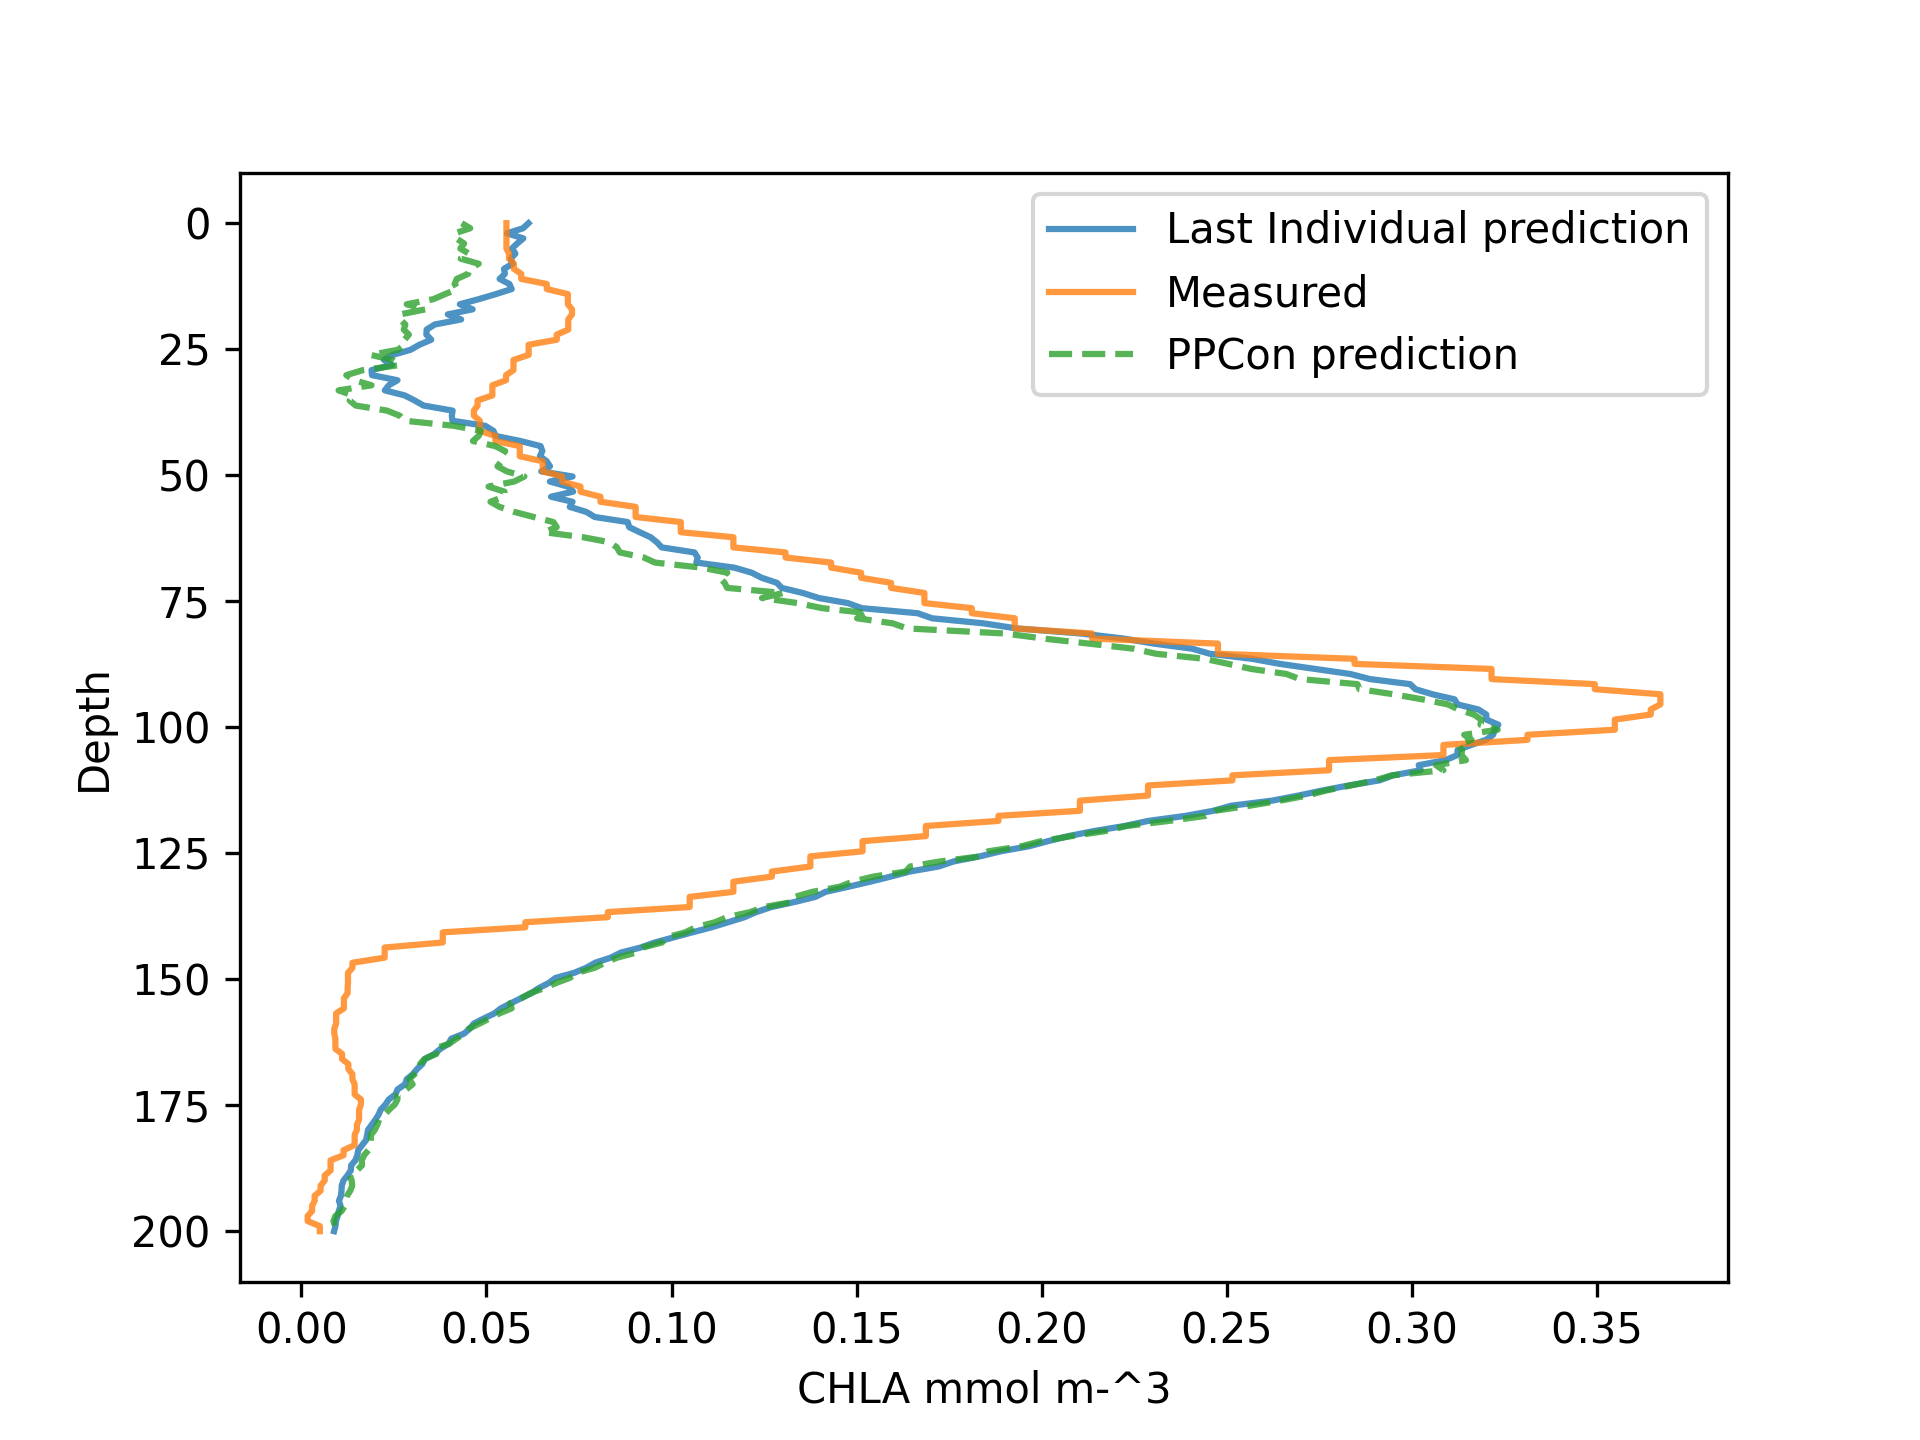 Last Individual prediction
Measured
PPCon prediction
0
25
50
75
100
125
150
175
200
Depth
0.00 0.05 0.10 0.15 0.20 0.25 0.30 0.35
CHLA mmol m-^3